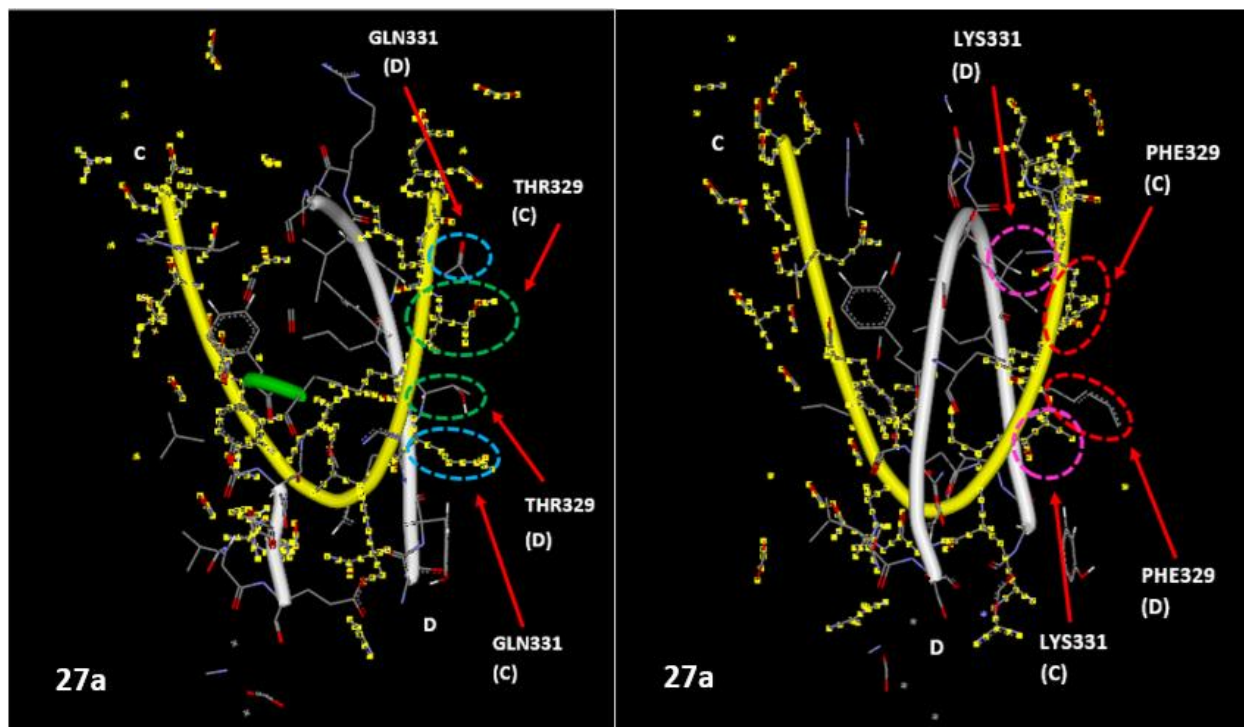 GLN331
(D)
THR329
(C)
C
THR329
(D)
D
GLN331
(C)
27a
LYS331
(D)
PHE329
(C)
C
PHE329
(D)
LYS331
(C)
D
27a